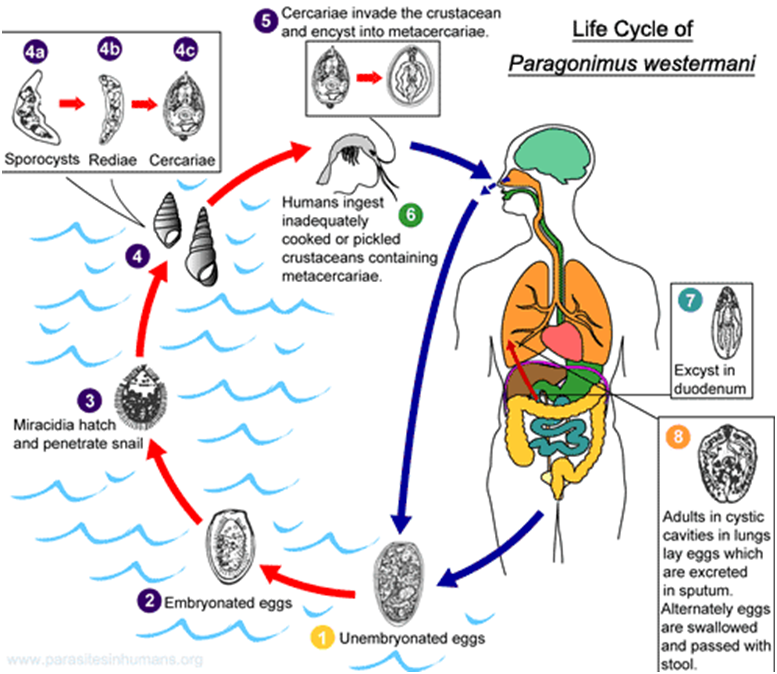 Life Cycle of
Paragonimus westermani
5
Cercariae invade the crustacean
and encyst into metacercariae.
4a
4b
4c
Sporocysts
Rediae
Cercariae
4
Humans ingest
inadequately
cooked or pickled
crustaceans containing
metacercariae.
6
7
Excyst in
duodenum
3
Miracidia hatch
and penetrate snail
8
Adults in cystic
cavities in lungs
lay eggs which
are excreted
in sputum.
Alternately eggs
are swallowed
and passed with
stool.
2 Embryonated eggs
1 Unembryonated eggs
www.parasitesinhumans.org